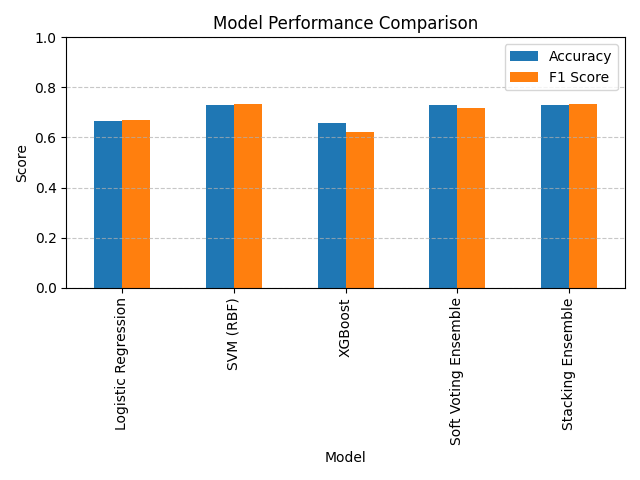 Model Performance Comparison
1.0
0.8
0.6
0.4
0.2
0.0
Score
Accuracy
F1 Score
Logistic Regression
SVM (RBF)
XGBoost
Soft Voting Ensemble
Stacking Ensemble
Model